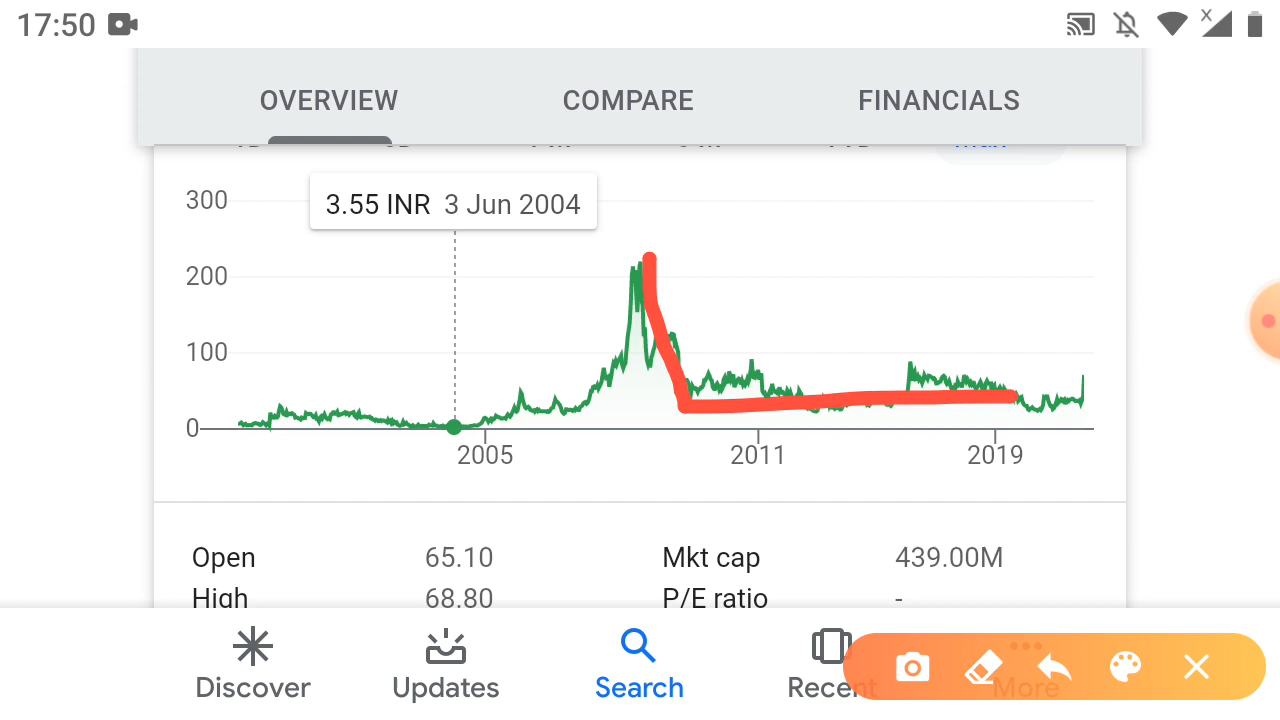 17:50
X
OVERVIEW COMPARE FINANCIALS
3.55 INR 3 Jun 2004
300
200
100
0
2005 2011 2019
Open 65.10 Mkt cap 439.00M
High 68.80 P/E ratio -
Discover Updates Search Recent More